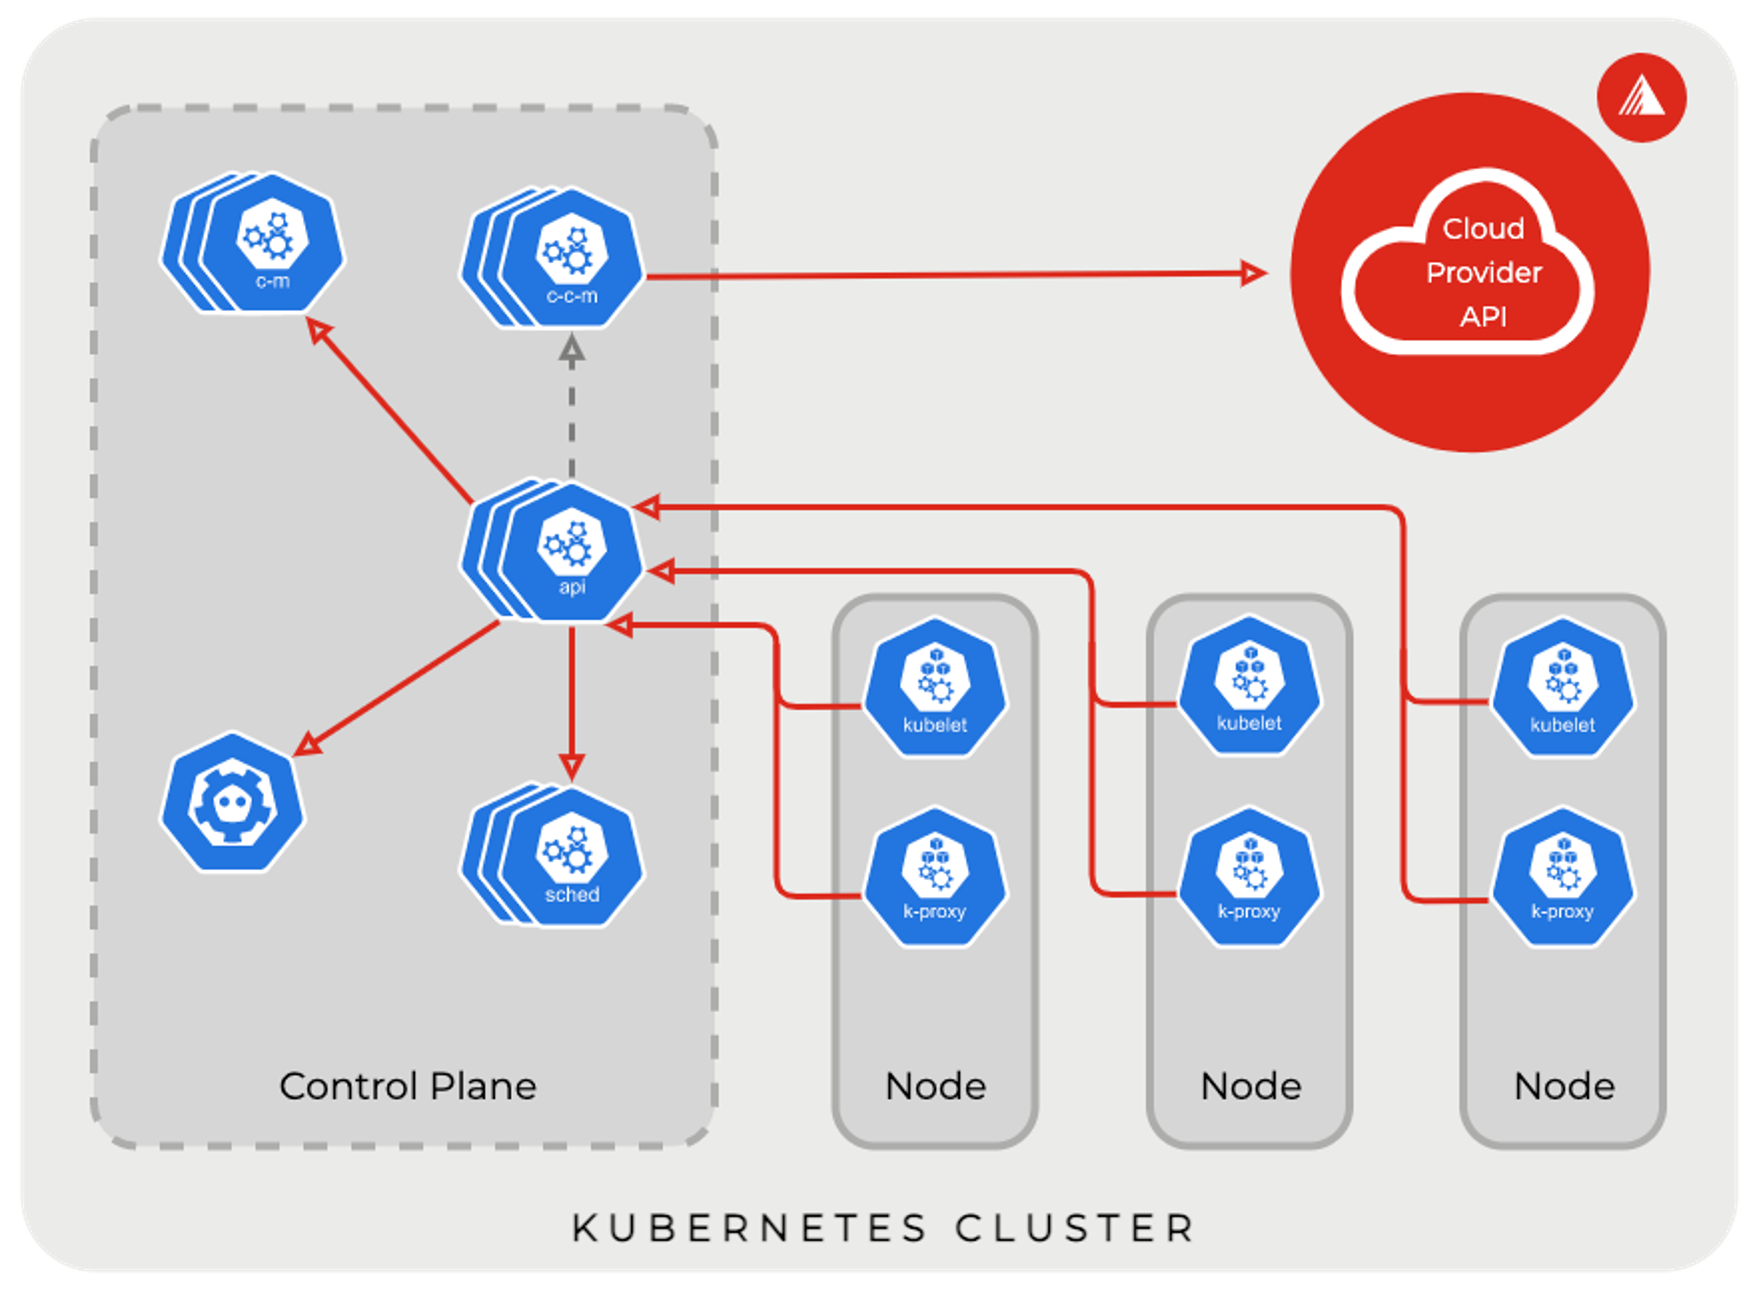 c-m
c-c-m
Cloud
Provider
API
api
kubelet
kubelet
kubelet
sched
k-proxy
k-proxy
k-proxy
Control Plane
Node
Node
Node
KUBERNETES CLUSTER